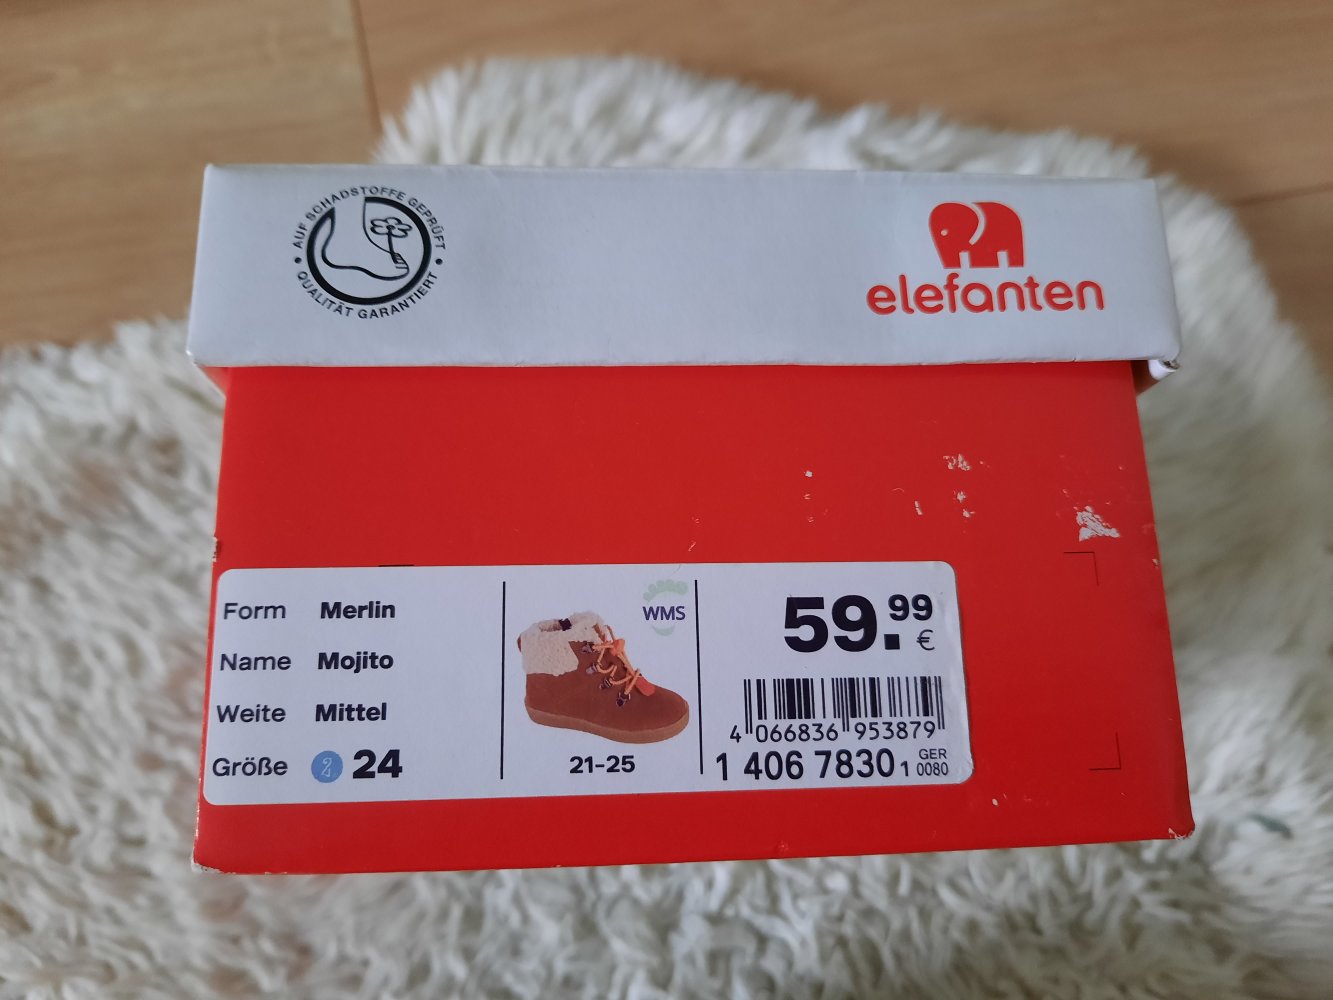 AUF SCHADSTOFFE GEPRÜFT
• QUALITÄT GARANTIERT •
elefanten
Form Merlin
Name Mojito
Weite Mittel
Größe 2 24
WMS
21-25
59.99 €
4 066836 953879
1 406 7830 1 GER 0080